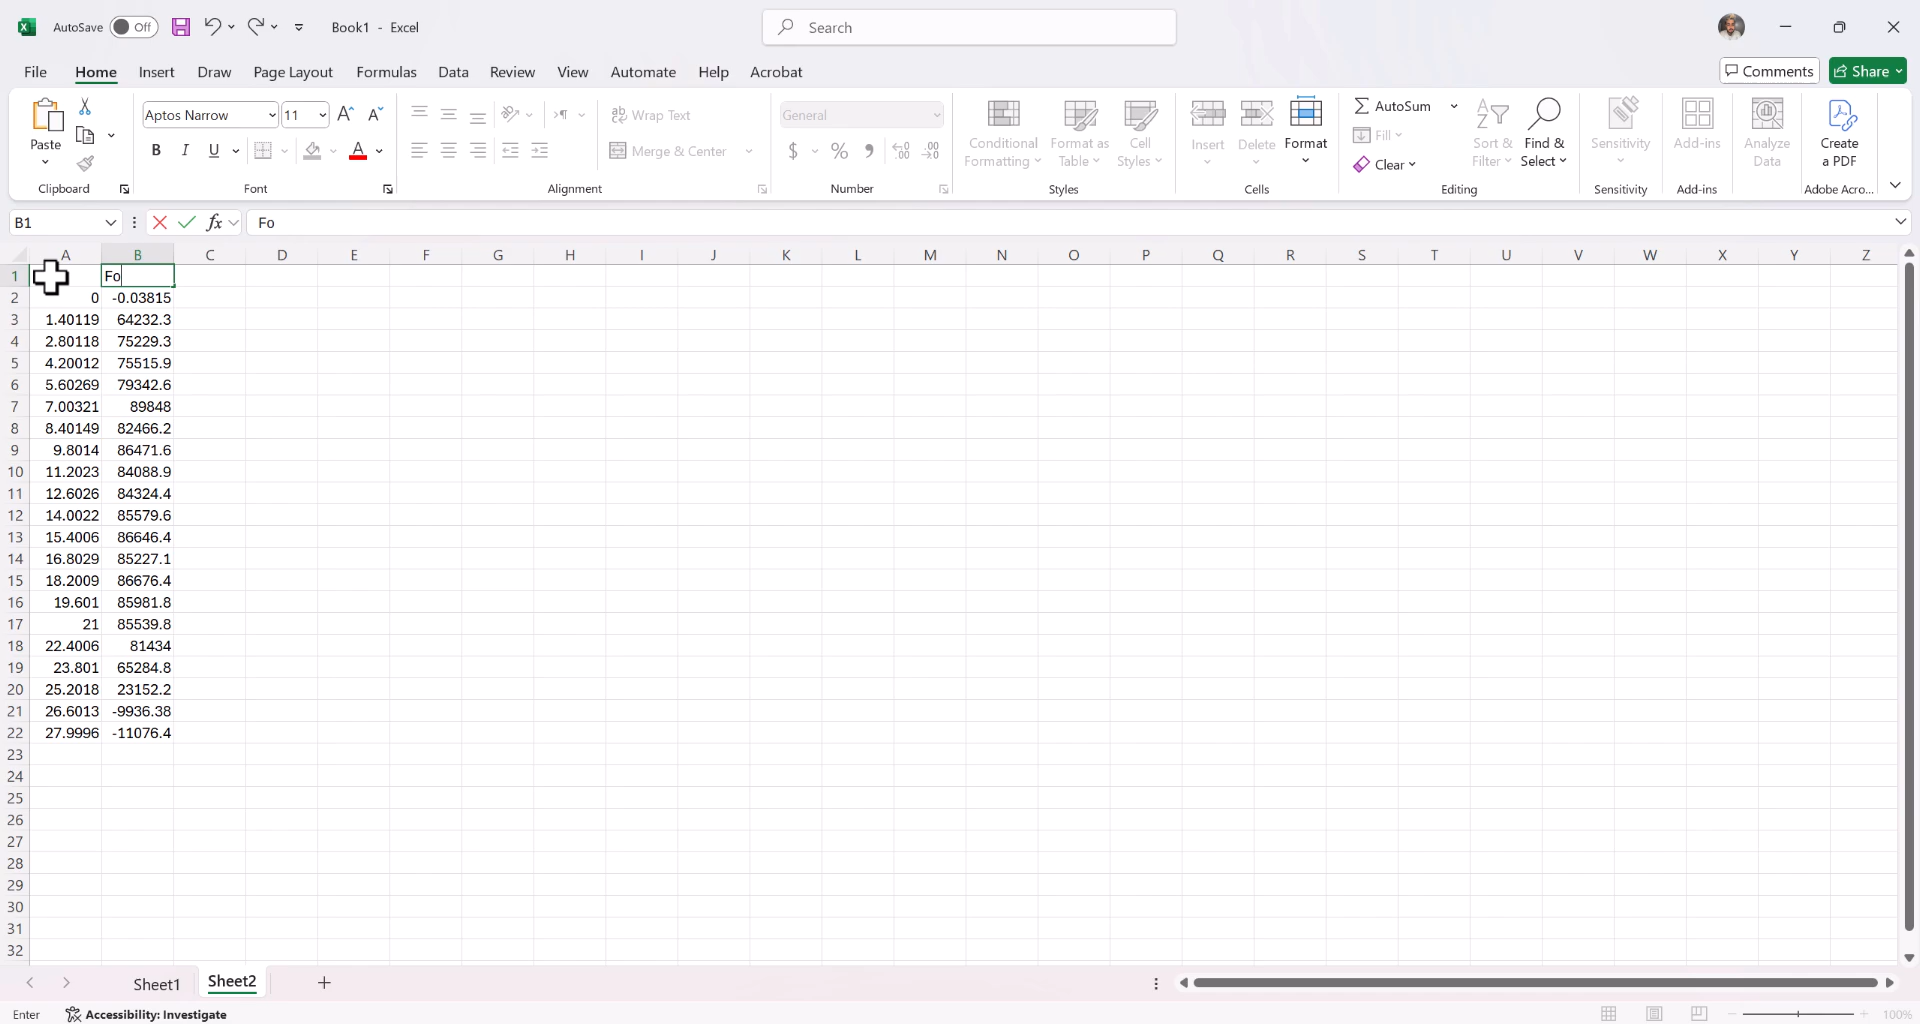 AutoSave Off Book1 - Excel Search
File Home Insert Draw Page Layout Formulas Data Review View Automate Help Acrobat Comments Share
Paste
Clipboard
Aptos Narrow 11
B I U A
Font
Wrap Text
Merge & Center
Alignment
General
$ % 9 .00 .00
Number
Conditional Formatting
Format as Table
Cell Styles
Styles
Insert Delete Format
Cells
AutoSum
Fill
Clear
Sort & Filter
Find & Select
Editing
Sensitivity
Sensitivity
Add-ins
Add-ins
Analyze Data
Create a PDF
Adobe Acro...
B1 fx Fo
A B C D E F G H I J K L M N O P Q R S T U V W X Y Z
1 Fo
2 0 -0.03815
3 1.40119 64232.3
4 2.80118 75229.3
5 4.20012 75515.9
6 5.60269 79342.6
7 7.00321 89848
8 8.40149 82466.2
9 9.8014 86471.6
10 11.2023 84088.9
11 12.6026 84324.4
12 14.0022 85579.6
13 15.4006 86646.4
14 16.8029 85227.1
15 18.2009 86676.4
16 19.601 85981.8
17 21 85539.8
18 22.4006 81434
19 23.801 65284.8
20 25.2018 23152.2
21 26.6013 -9936.38
22 27.9996 -11076.4
23
24
25
26
27
28
29
30
31
32
Sheet1 Sheet2
Enter Accessibility: Investigate 100%